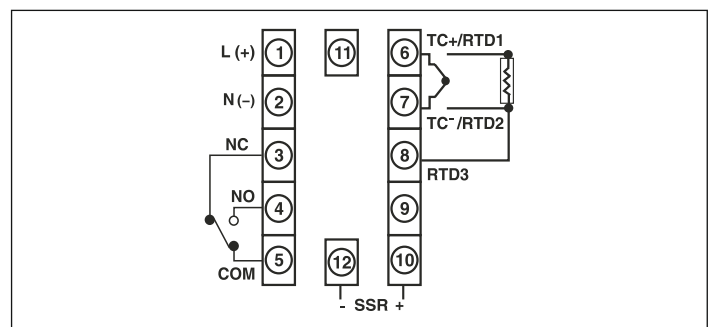 L (+) 1 11 6 TC+/RTD1
N (–) 2 7
TC⁻/RTD2
NC 3 8
RTD3
NO 4 9
5 12 10
COM
- SSR +